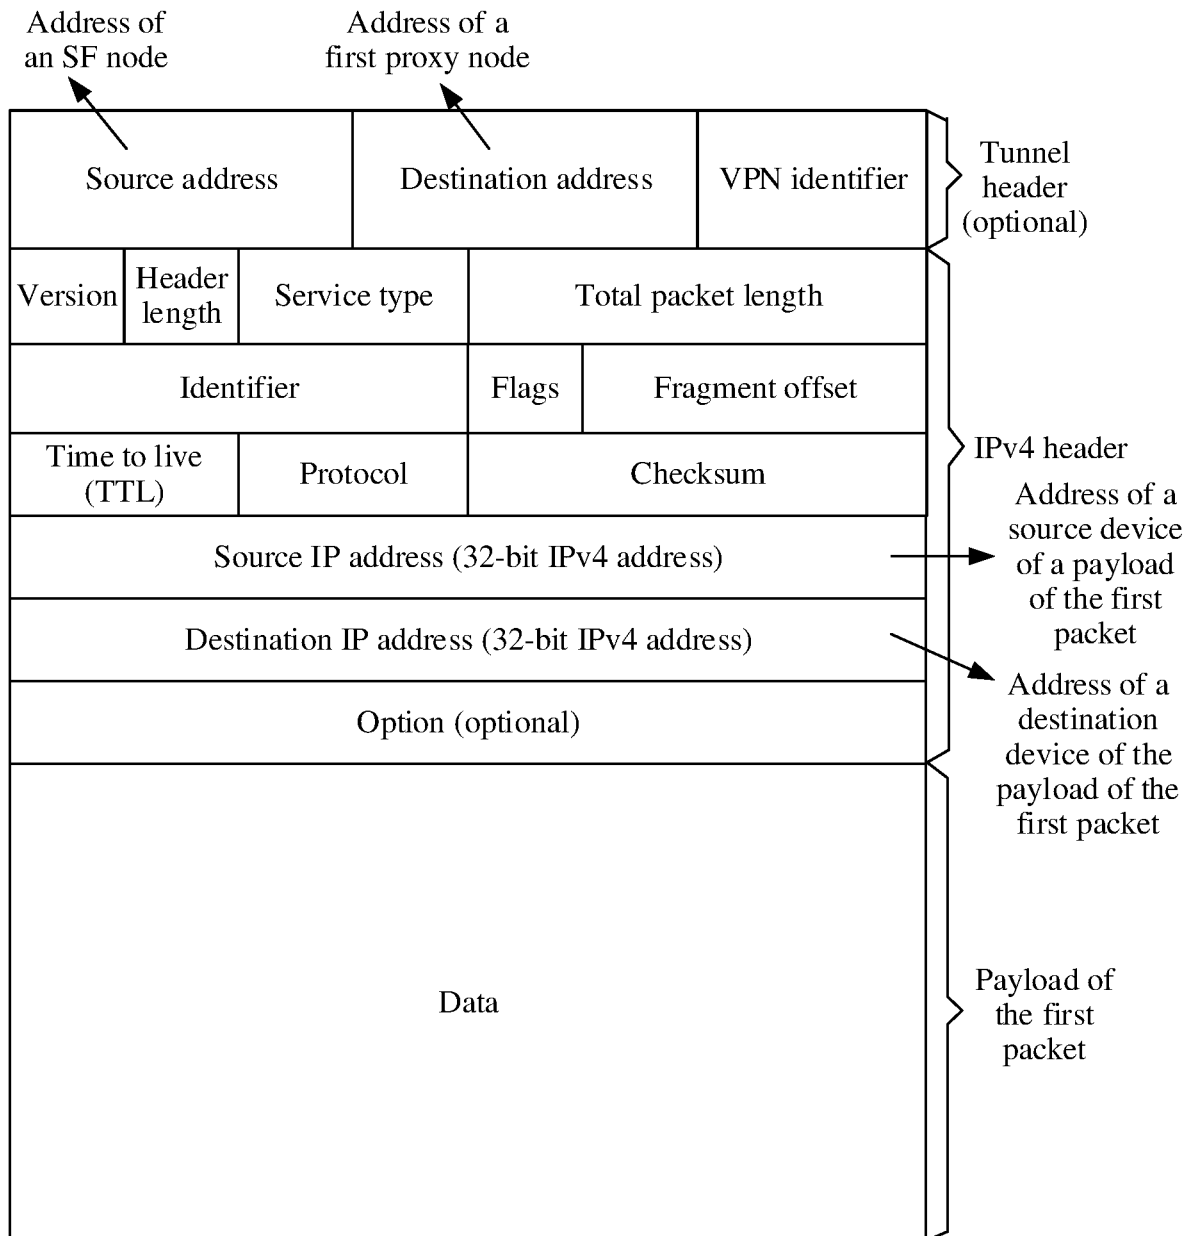 Address of
an SF node
Address of a
first proxy node
Source address
Destination address
VPN identifier
Tunnel
header
(optional)
Version
Header
length
Service type
Total packet length
Identifier
Flags
Fragment offset
Time to live
(TTL)
Protocol
Checksum
IPv4 header
Source IP address (32-bit IPv4 address)
Address of a
source device
of a payload
of the first
packet
Destination IP address (32-bit IPv4 address)
Address of a
destination
device of the
payload of the
first packet
Option (optional)
Data
Payload of
the first
packet